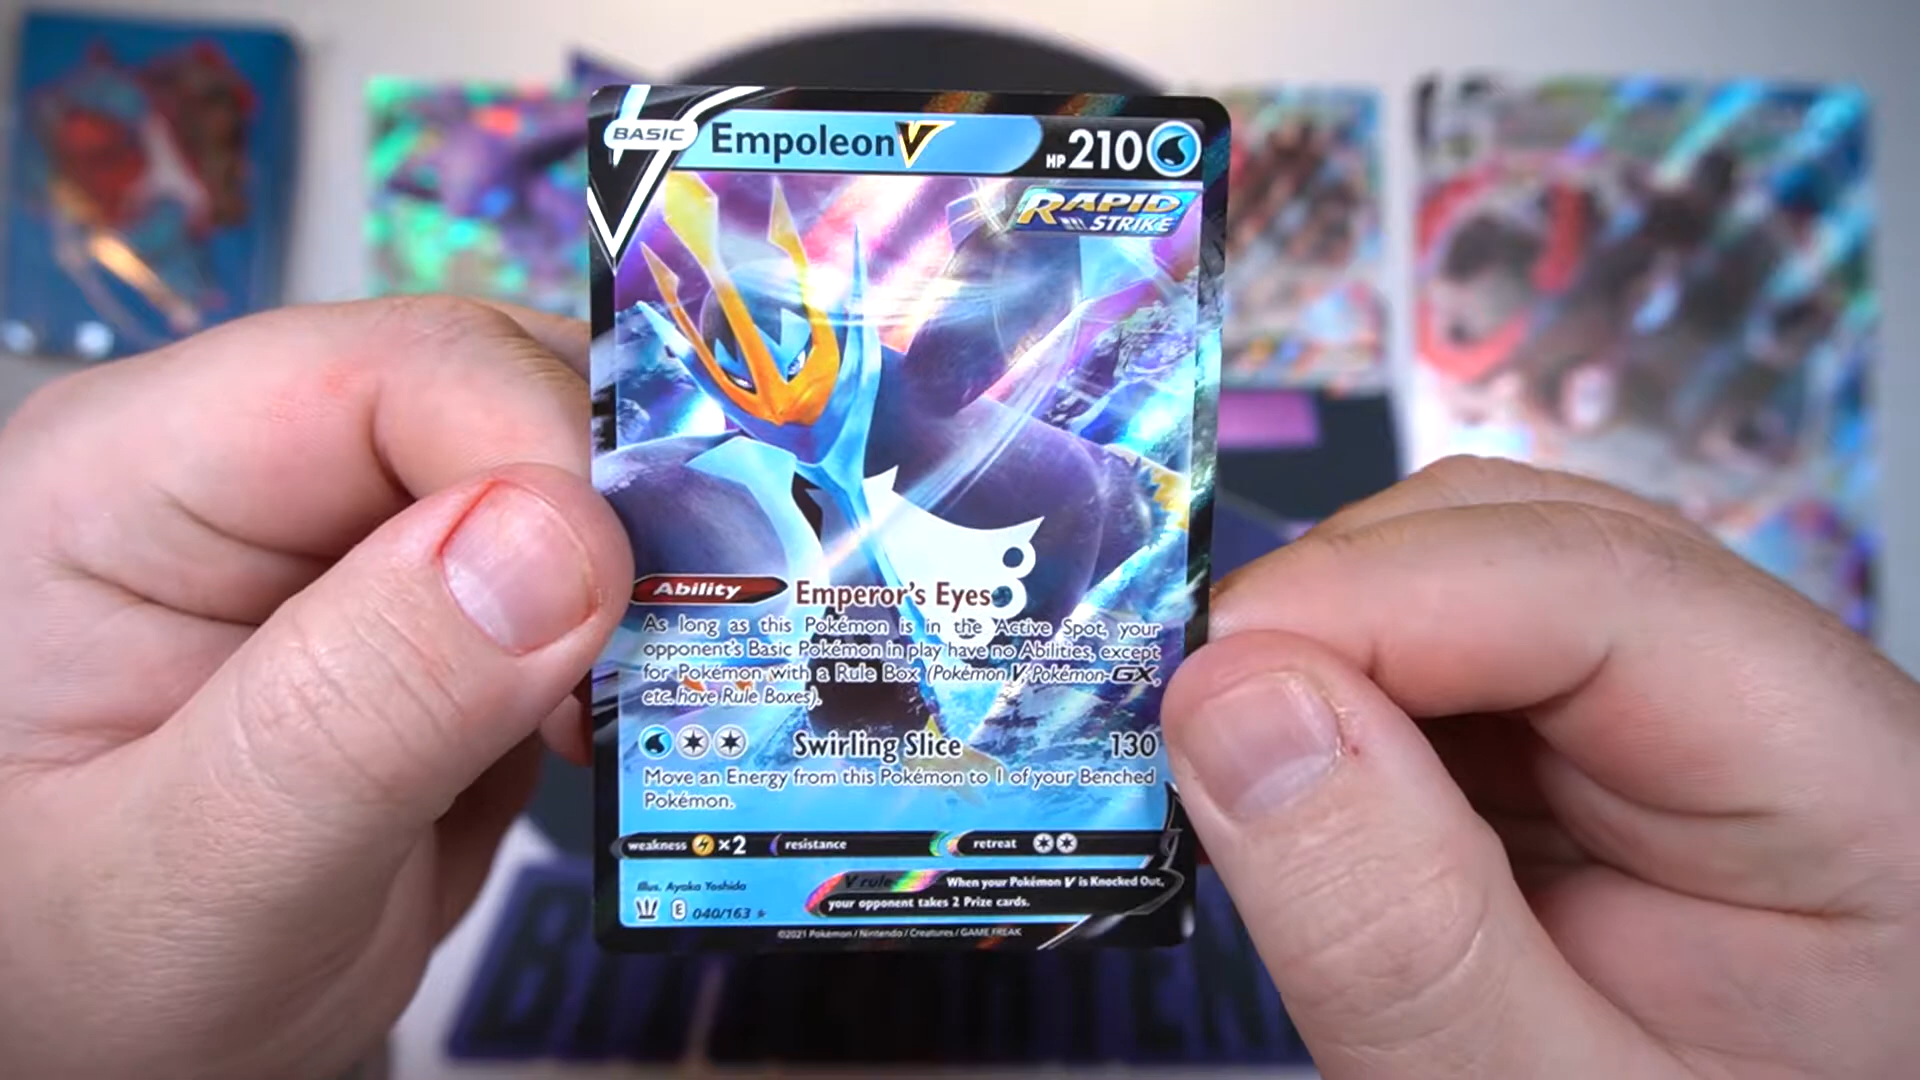 BASIC
Empoleon V
HP 210
RAPID
STRIKE
Ability Emperor's Eyes
As long as this Pokémon is in the Active Spot, your
opponent's Basic Pokémon in play have no Abilities, except
for Pokémon with a Rule Box (Pokémon V, Pokémon-GX,
etc. have Rule Boxes).
Swirling Slice 130
Move an Energy from this Pokémon to 1 of your Benched
Pokémon.
weakness ×2 resistance retreat
Illus. Ayaka Yoshida
V rule When your Pokémon V is Knocked Out,
your opponent takes 2 Prize cards.
E 040/163
©2021 Pokémon / Nintendo / Creatures / GAME FREAK